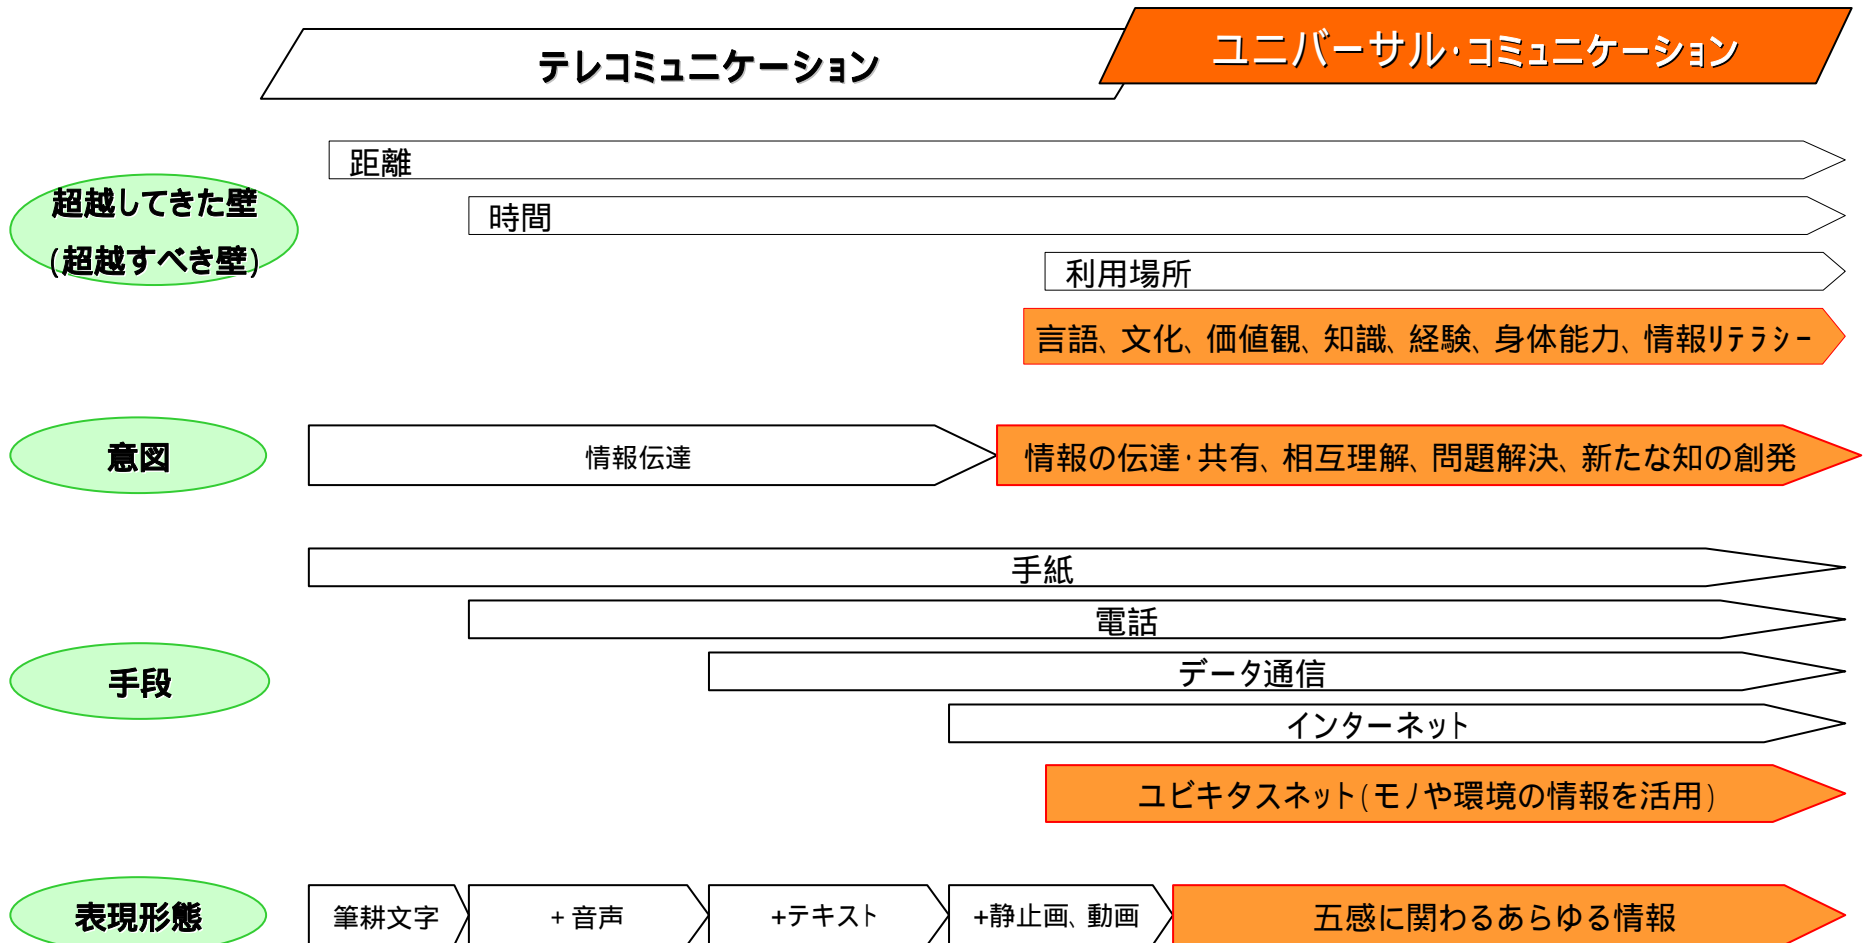 テレコミュニケーション
ユニバーサル・コミュニケーション
超越してきた壁
(超越すべき壁)
距離
時間
利用場所
言語、文化、価値観、知識、経験、身体能力、情報リテラシー
意図
情報伝達
情報の伝達・共有、相互理解、問題解決、新たな知の創発
手段
手紙
電話
データ通信
インターネット
ユビキタスネット(モノや環境の情報を活用)
表現形態
筆耕文字
+音声
+テキスト
+静止画、動画
五感に関わるあらゆる情報